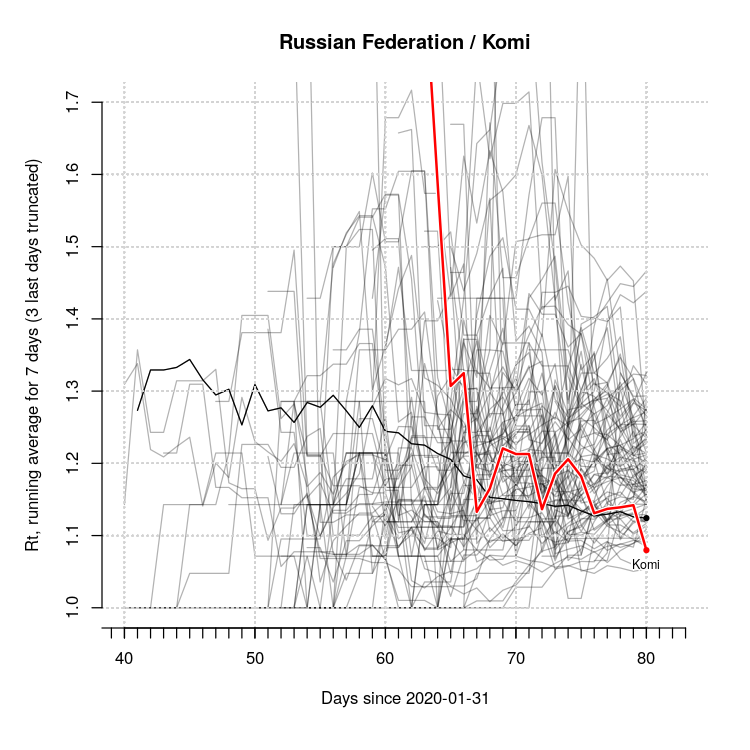 Russian Federation / Komi
Rt, running average for 7 days (3 last days truncated)
1.7
1.6
1.5
1.4
1.3
1.2
1.1
1.0
Komi
40 50 60 70 80
Days since 2020-01-31